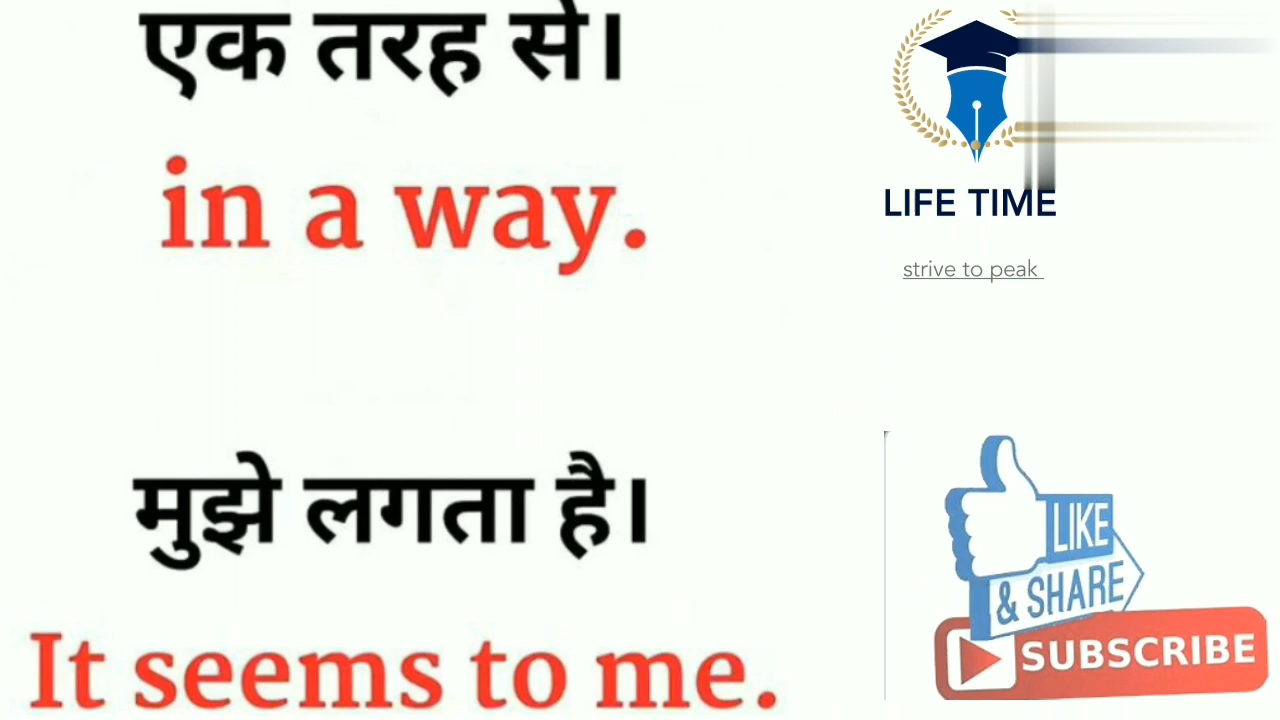 एक तरह से।
in a way.
मुझे लगता है।
It seems to me.
LIFE TIME
strive to peak
LIKE
& SHARE
SUBSCRIBE